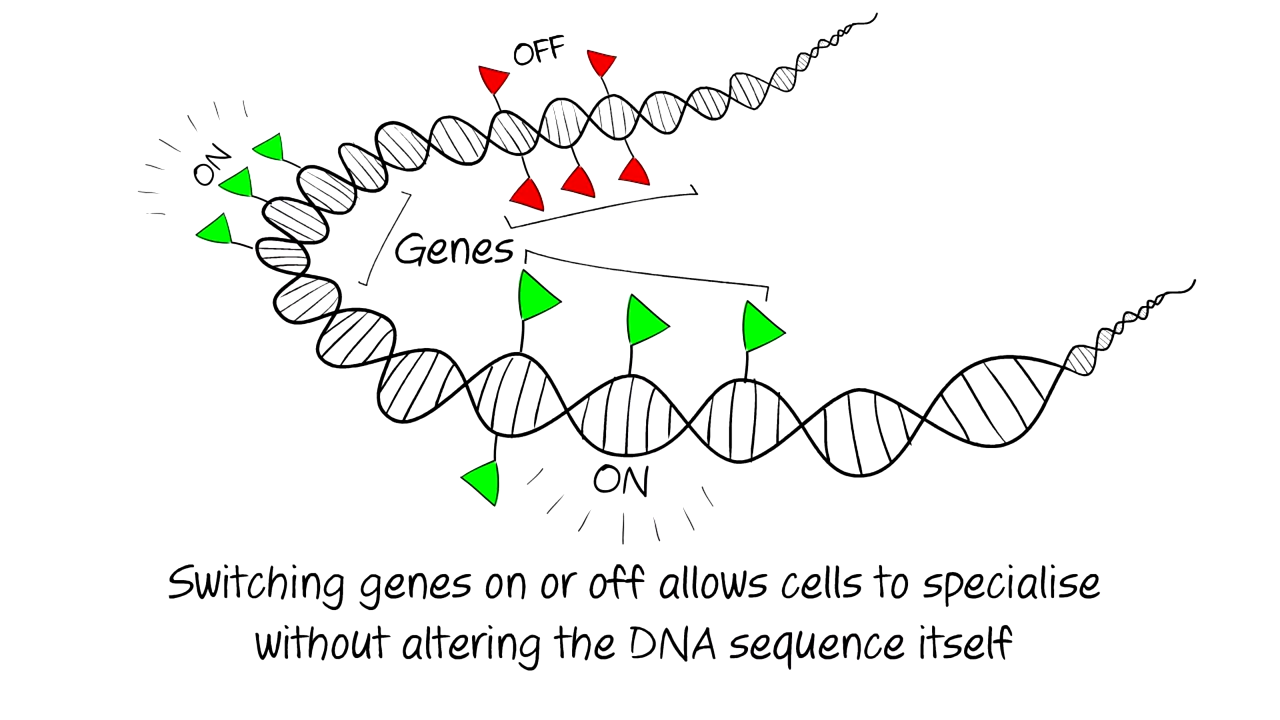 OFF
ON
Genes
ON
Switching genes on or off allows cells to specialise
without altering the DNA sequence itself